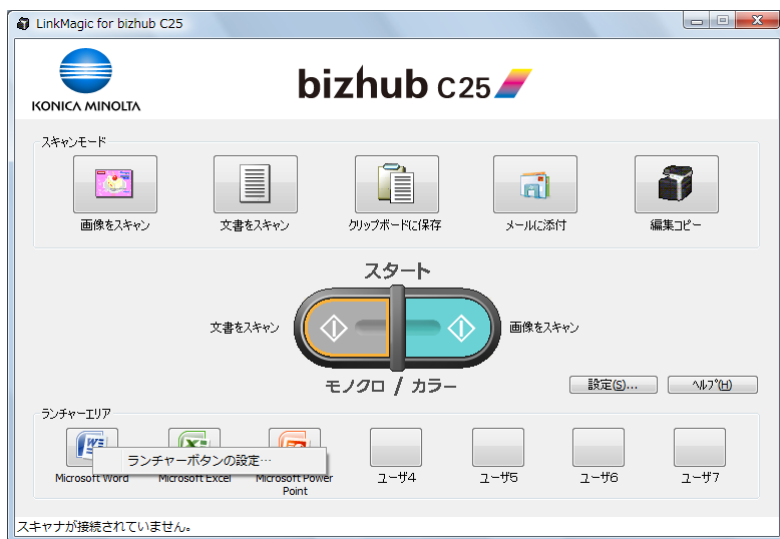 LinkMagic for bizhub C25
KONICA MINOLTA
bizhub C25
スキャンモード
画像をスキャン
文書をスキャン
クリップボードに保存
メールに添付
編集コピー
スタート
文書をスキャン
画像をスキャン
モノクロ / カラー
設定(S)...
ヘルプ(H)
ランチャーエリア
ランチャーボタンの設定…
Microsoft Word
Microsoft Excel
Microsoft Power
Point
ユーザ4
ユーザ5
ユーザ6
ユーザ7
スキャナが接続されていません。